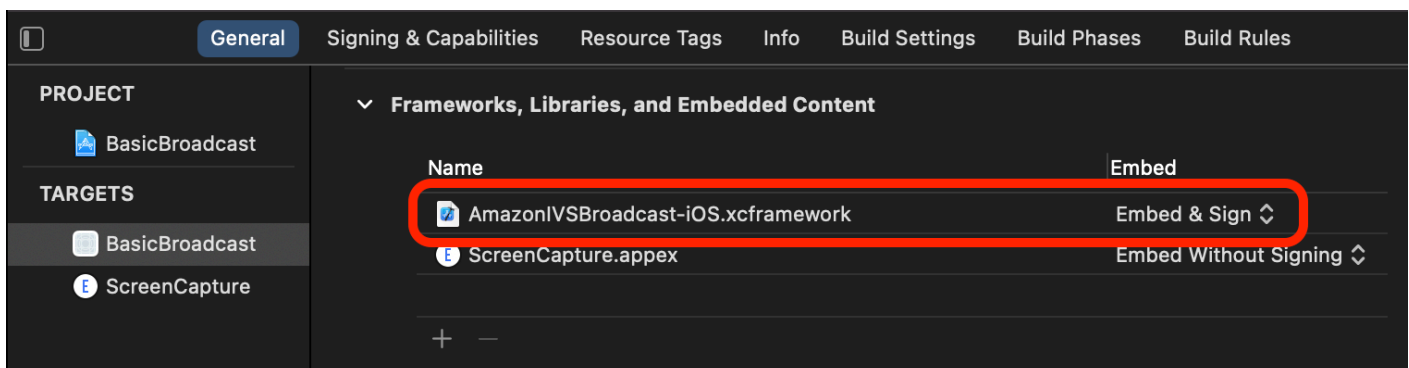 General Signing & Capabilities Resource Tags Info Build Settings Build Phases Build Rules
PROJECT
BasicBroadcast
TARGETS
BasicBroadcast
E ScreenCapture
Frameworks, Libraries, and Embedded Content
Name Embed
AmazonIVSBroadcast-iOS.xcframework Embed & Sign
E ScreenCapture.appex Embed Without Signing